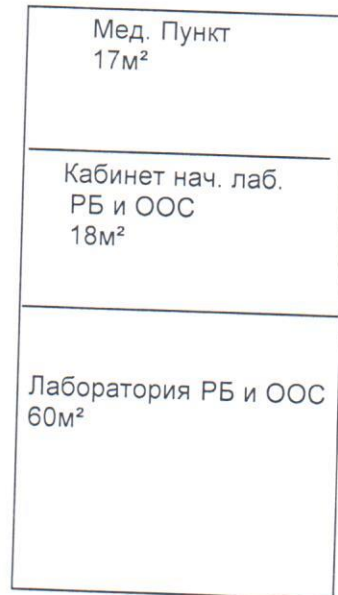 Мед. Пункт
17м²
Кабинет нач. лаб.
РБ и ООС
18м²
Лаборатория РБ и ООС
60м²